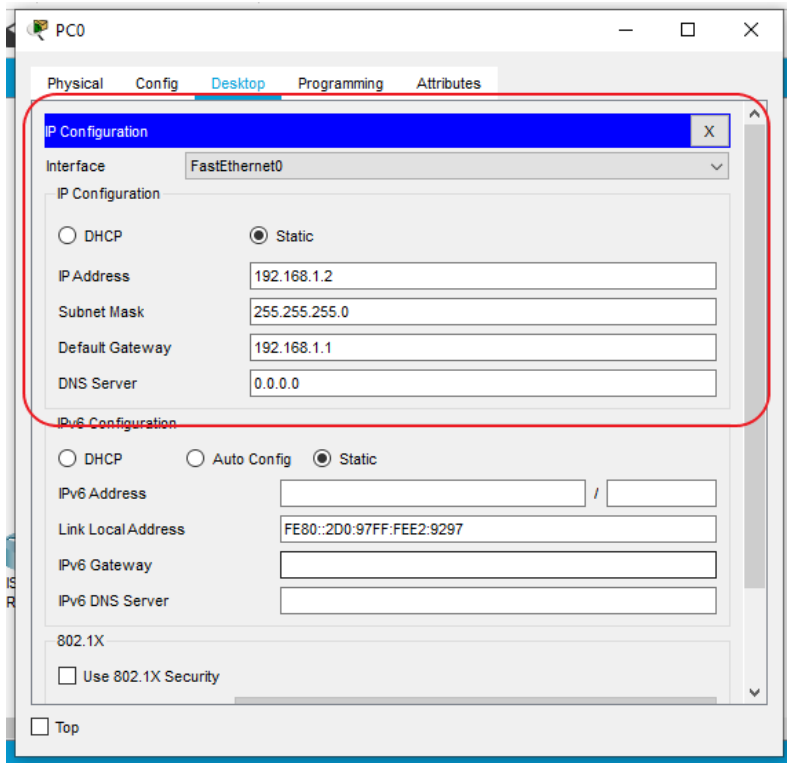 PC0
Physical Config Desktop Programming Attributes
IP Configuration X
Interface FastEthernet0
IP Configuration
DHCP Static
IP Address 192.168.1.2
Subnet Mask 255.255.255.0
Default Gateway 192.168.1.1
DNS Server 0.0.0.0
IPv6 Configuration
DHCP Auto Config Static
IPv6 Address /
Link Local Address FE80::2D0:97FF:FEE2:9297
IPv6 Gateway
IPv6 DNS Server
802.1X
Use 802.1X Security
Top